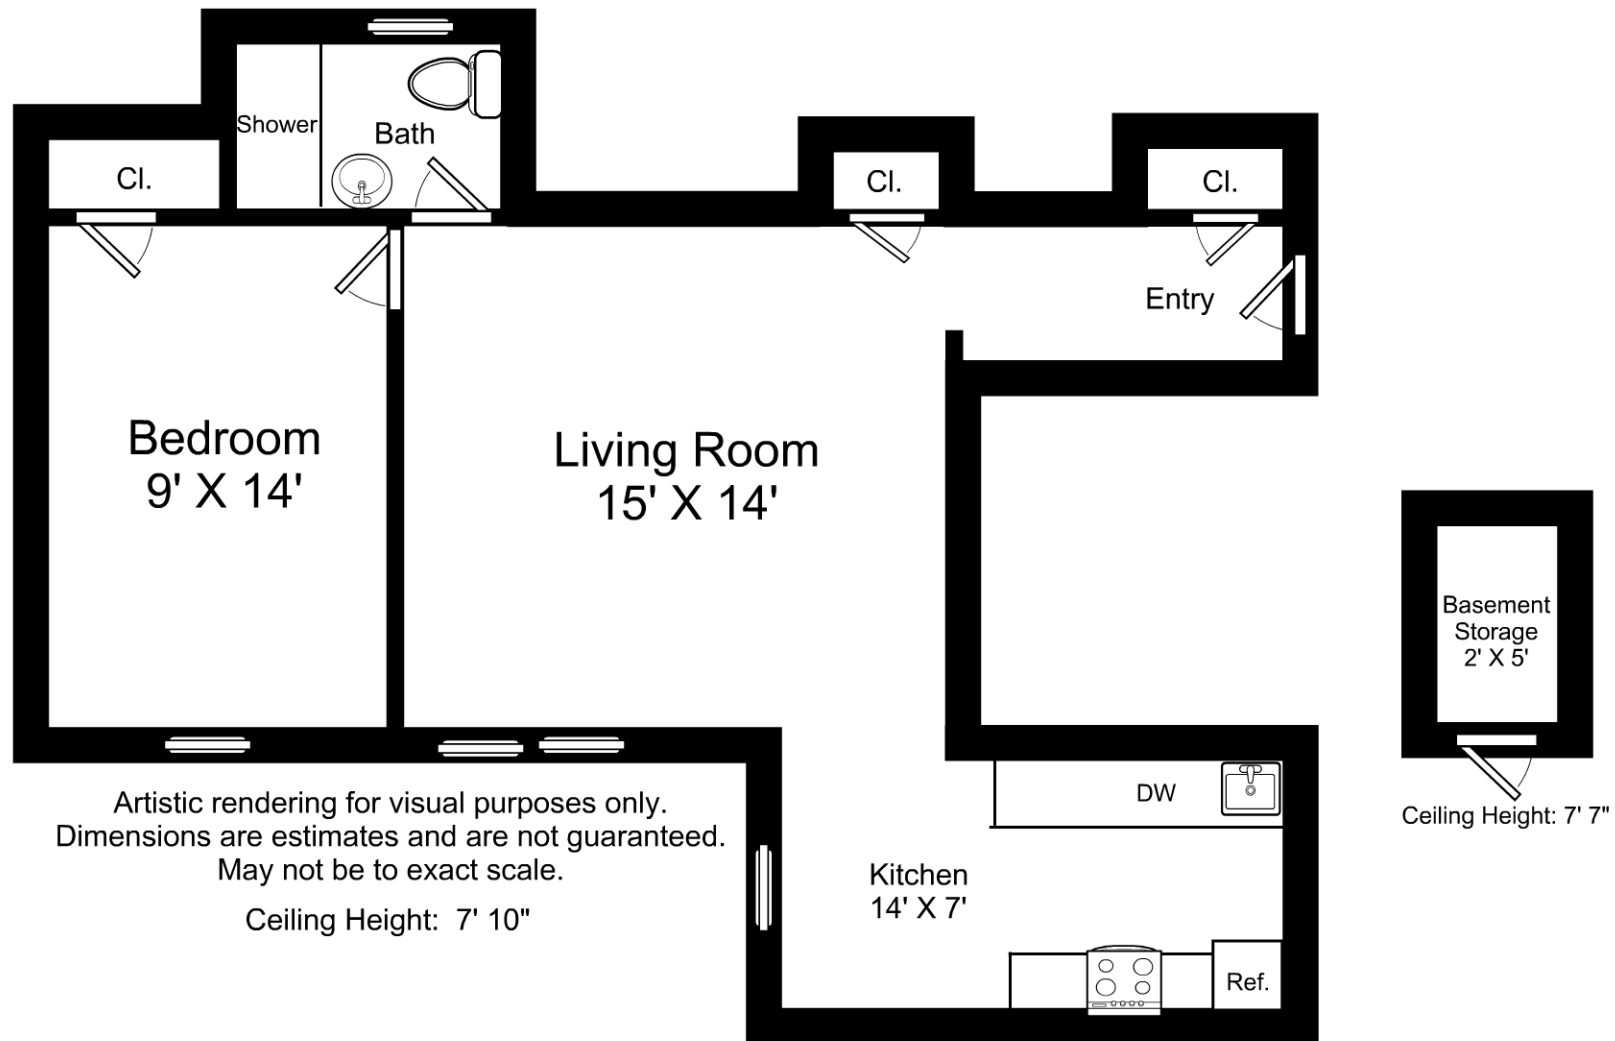 Shower
Bath
Cl.
Cl.
Cl.
Entry
Bedroom
9' X 14'
Living Room
15' X 14'
Basement
Storage
2' X 5'
Ceiling Height: 7' 7"
DW
Kitchen
14' X 7'
Ref.
Artistic rendering for visual purposes only.
Dimensions are estimates and are not guaranteed.
May not be to exact scale.
Ceiling Height: 7' 10"